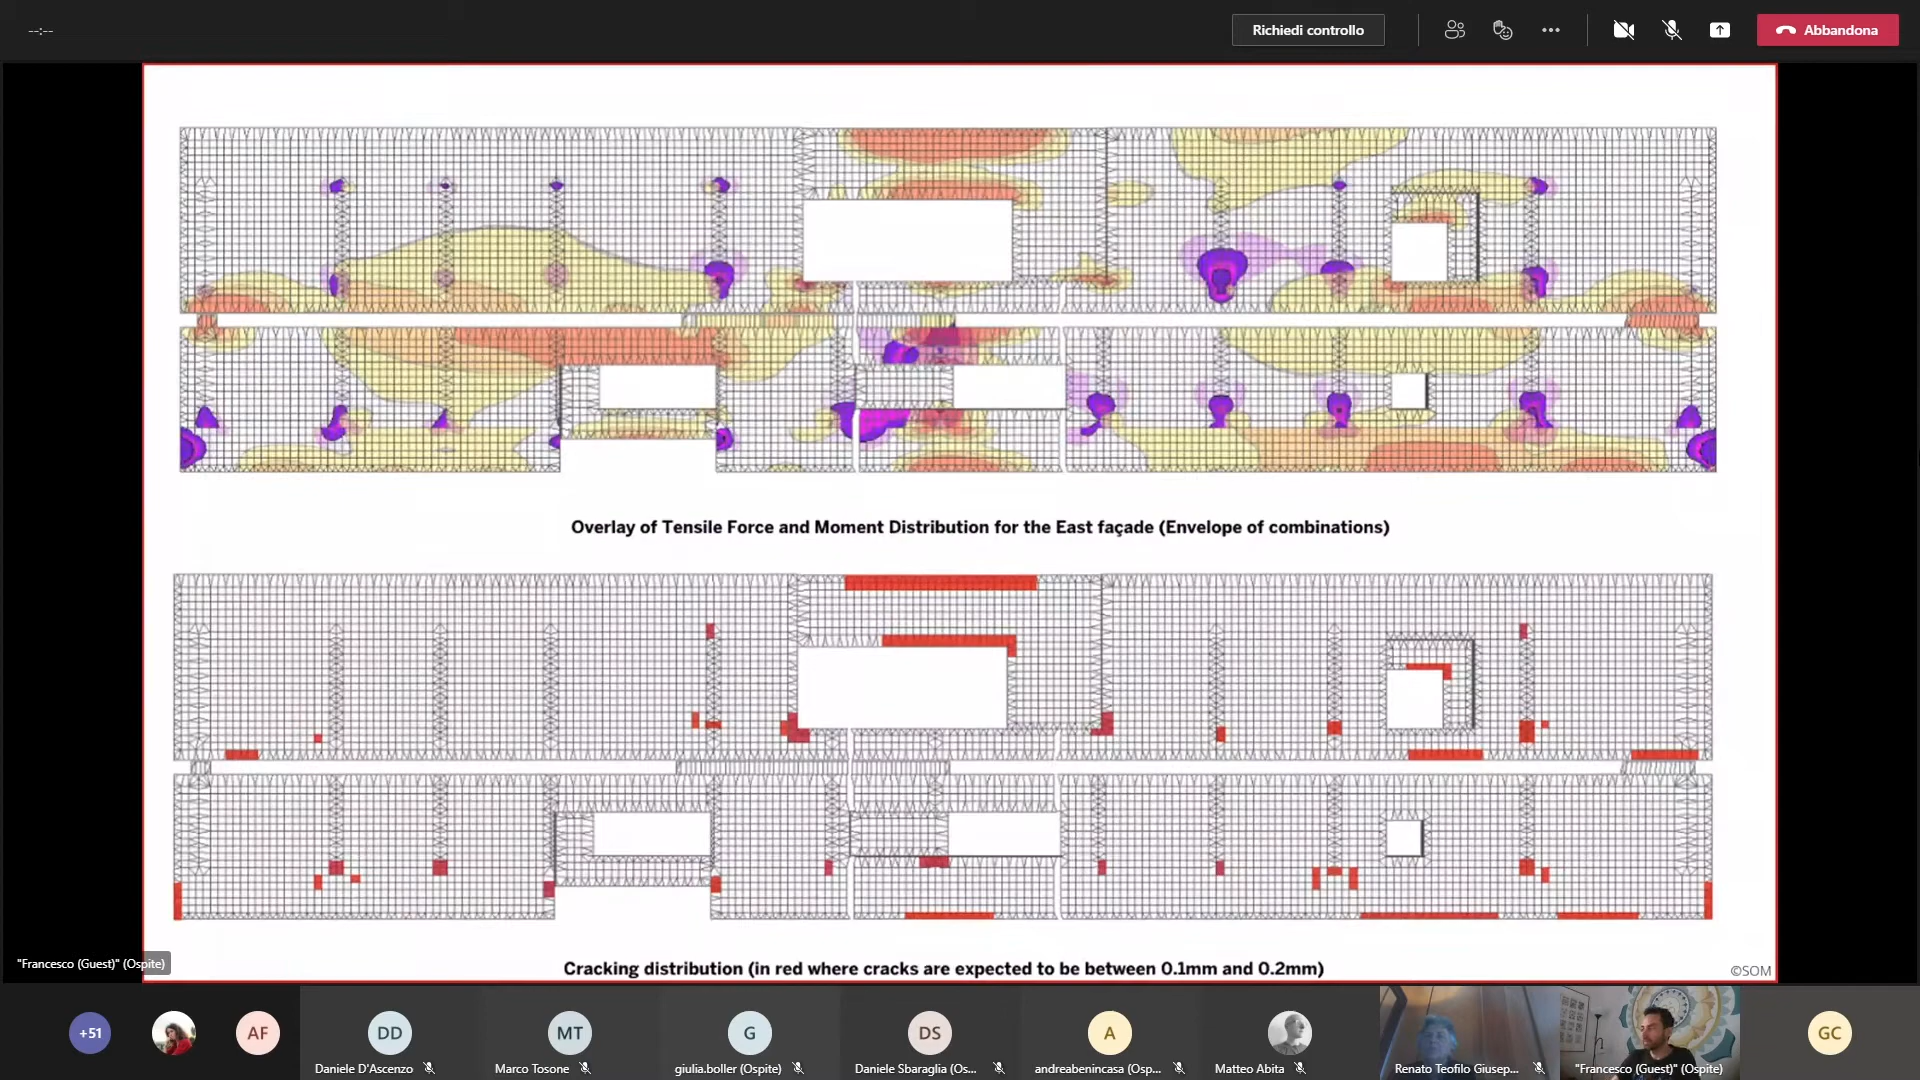 --:--
Richiedi controllo
Abbandona
Overlay of Tensile Force and Moment Distribution for the East façade (Envelope of combinations)
Cracking distribution (in red where cracks are expected to be between 0.1mm and 0.2mm)
©SOM
"Francesco (Guest)" (Ospite)
+51
AF
DD
MT
G
DS
A
GC
Daniele D'Ascenzo
Marco Tosone
giulia.boller (Ospite)
Daniele Sbaraglia (Os...
andreabenincasa (Osp...
Matteo Abita
Renato Teofilo Giusep...
"Francesco (Guest)" (Ospite)